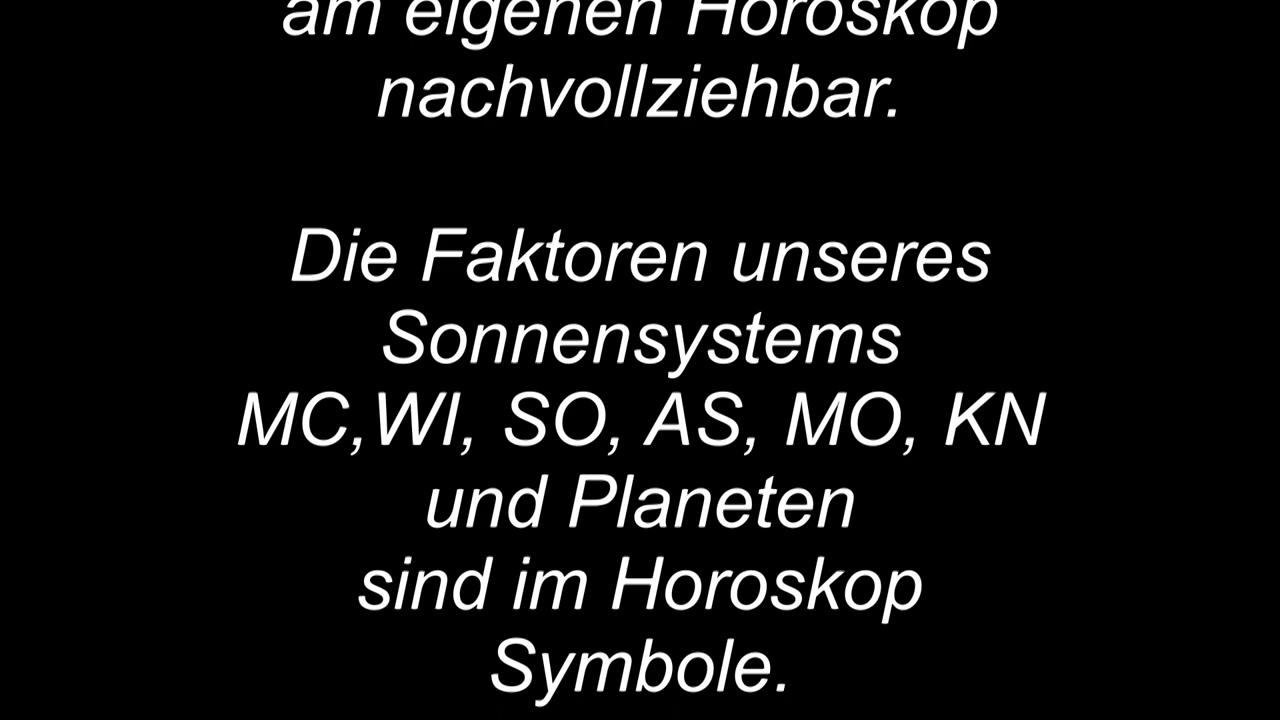 am eigenen Horoskop
nachvollziehbar.
Die Faktoren unseres
Sonnensystems
MC,WI, SO, AS, MO, KN
und Planeten
sind im Horoskop
Symbole.